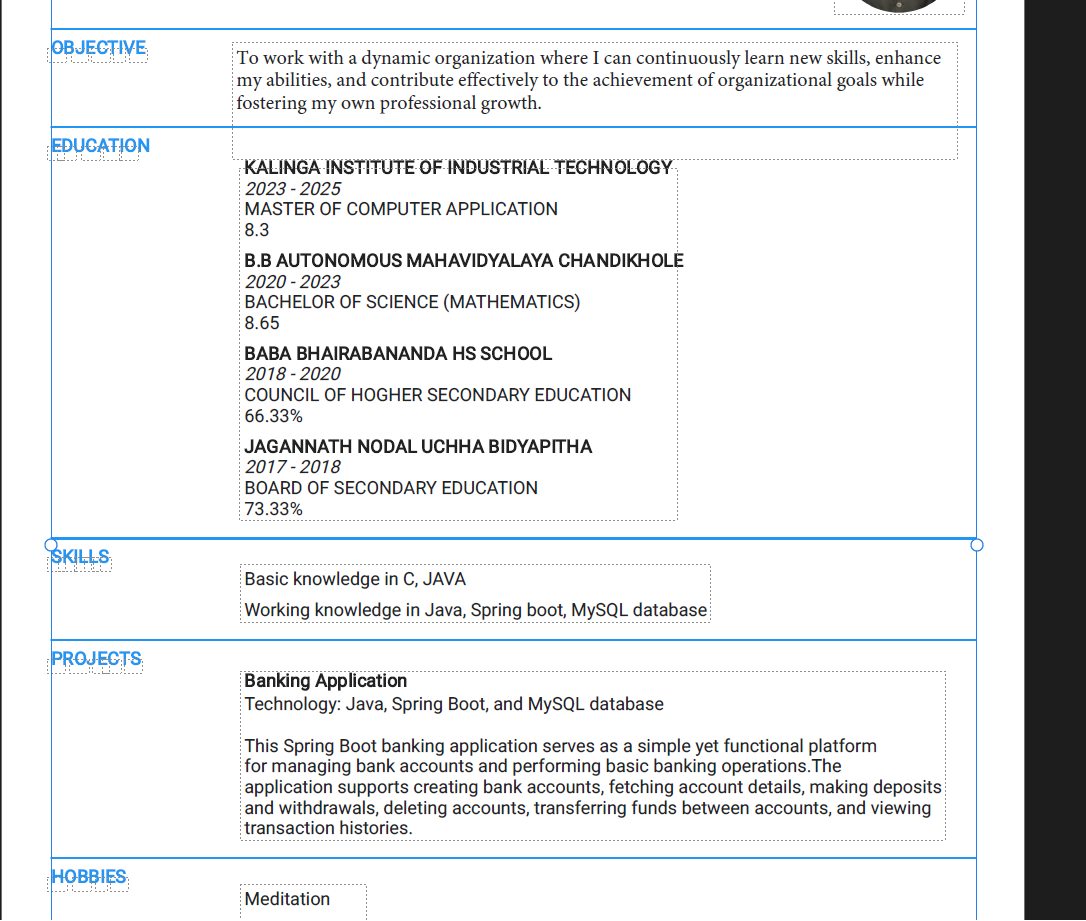 OBJECTIVE
To work with a dynamic organization where I can continuously learn new skills, enhance
my abilities, and contribute effectively to the achievement of organizational goals while
fostering my own professional growth.
EDUCATION
KALINGA INSTITUTE OF INDUSTRIAL TECHNOLOGY
2023 - 2025
MASTER OF COMPUTER APPLICATION
8.3
B.B AUTONOMOUS MAHAVIDYALAYA CHANDIKHOLE
2020 - 2023
BACHELOR OF SCIENCE (MATHEMATICS)
8.65
BABA BHAIRABANANDA HS SCHOOL
2018 - 2020
COUNCIL OF HOGHER SECONDARY EDUCATION
66.33%
JAGANNATH NODAL UCHHA BIDYAPITHA
2017 - 2018
BOARD OF SECONDARY EDUCATION
73.33%
SKILLS
Basic knowledge in C, JAVA
Working knowledge in Java, Spring boot, MySQL database
PROJECTS
Banking Application
Technology: Java, Spring Boot, and MySQL database
This Spring Boot banking application serves as a simple yet functional platform
for managing bank accounts and performing basic banking operations.The
application supports creating bank accounts, fetching account details, making deposits
and withdrawals, deleting accounts, transferring funds between accounts, and viewing
transaction histories.
HOBBIES
Meditation